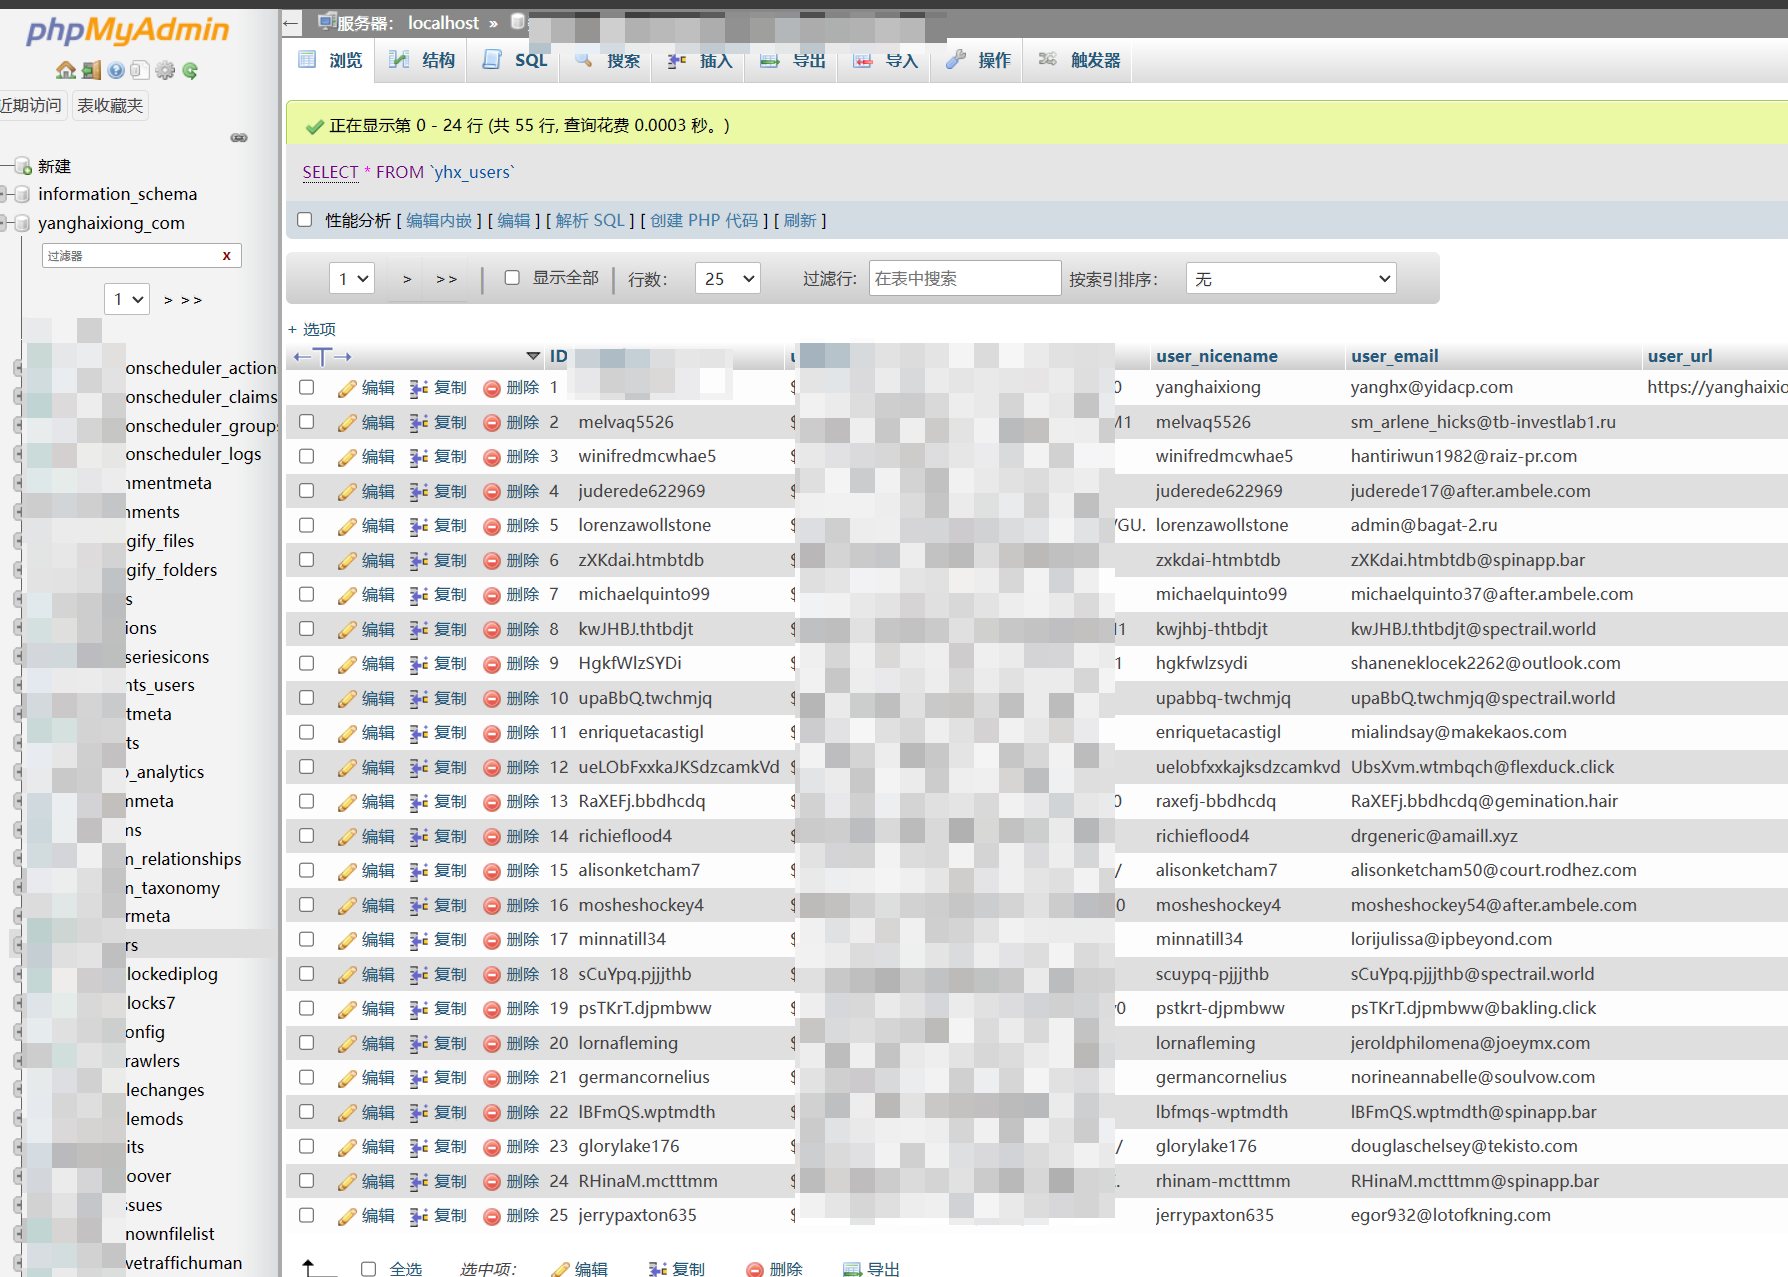 phpMyAdmin
近期访问 表收藏夹
新建
information_schema
yanghaixiong_com
过滤器 x
1 > >>
onscheduler_action
onscheduler_claims
onscheduler_group
onscheduler_logs
nmentmeta
nments
gify_files
gify_folders
s
ions
seriesicons
nts_users
tmeta
ts
_analytics
nmeta
ms
n_relationships
m_taxonomy
rmeta
rs
lockediplog
locks7
onfig
rawlers
lechanges
lemods
its
oover
ssues
nownfilelist
vetraffichuman
← 服务器: localhost »
浏览 结构 SQL 搜索 插入 导出 导入 操作 触发器
正在显示第 0 - 24 行 (共 55 行, 查询花费 0.0003 秒。)
SELECT * FROM `yhx_users`
性能分析 [ 编辑内嵌 ] [ 编辑 ] [ 解析 SQL ] [ 创建 PHP 代码 ] [ 刷新 ]
1 > >> | 显示全部 | 行数: 25 过滤行: 在表中搜索 按索引排序: 无
+ 选项
←T→ ID user_nicename user_email user_url
编辑 复制 删除 1 0 yanghaixiong yanghx@yidacp.com https://yanghaixio
编辑 复制 删除 2 melvaq5526 $ M1 melvaq5526 sm_arlene_hicks@tb-investlab1.ru
编辑 复制 删除 3 winifredmcwhae5 $ winifredmcwhae5 hantiriwun1982@raiz-pr.com
编辑 复制 删除 4 juderede622969 $ juderede622969 juderede17@after.ambele.com
编辑 复制 删除 5 lorenzawollstone $ /GU. lorenzawollstone admin@bagat-2.ru
编辑 复制 删除 6 zXKdai.htmbtdb $ zxkdai-htmbtdb zXKdai.htmbtdb@spinapp.bar
编辑 复制 删除 7 michaelquinto99 $ michaelquinto99 michaelquinto37@after.ambele.com
编辑 复制 删除 8 kwJHBJ.thtbdjt $ 1 kwjhbj-thtbdjt kwJHBJ.thtbdjt@spectrail.world
编辑 复制 删除 9 HgkfWlzSYDi $ 1 hgkfwlzsydi shaneneklocek2262@outlook.com
编辑 复制 删除 10 upaBbQ.twchmjq $ upabbq-twchmjq upaBbQ.twchmjq@spectrail.world
编辑 复制 删除 11 enriquetacastigl $ enriquetacastigl mialindsay@makekaos.com
编辑 复制 删除 12 ueLObFxxkaJKSdzcamkVd $ uelobfxxkajksdzcamkvd UbsXvm.wtmbqch@flexduck.click
编辑 复制 删除 13 RaXEFj.bbdhcdq $ 0 raxefj-bbdhcdq RaXEFj.bbdhcdq@gemination.hair
编辑 复制 删除 14 richieflood4 $ richieflood4 drgeneric@amaill.xyz
编辑 复制 删除 15 alisonketcham7 $ / alisonketcham7 alisonketcham50@court.rodhez.com
编辑 复制 删除 16 mosheshockey4 $ 0 mosheshockey4 mosheshockey54@after.ambele.com
编辑 复制 删除 17 minnatill34 $ minnatill34 lorijulissa@ipbeyond.com
编辑 复制 删除 18 sCuYpq.pjjjthb $ scuypq-pjjjthb sCuYpq.pjjjthb@spectrail.world
编辑 复制 删除 19 psTKrT.djpmbww $ 0 pstkrt-djpmbww psTKrT.djpmbww@bakling.click
编辑 复制 删除 20 lornafleming $ lornafleming jeroldphilomena@joeymx.com
编辑 复制 删除 21 germancornelius $ germancornelius norineannabelle@soulvow.com
编辑 复制 删除 22 lBFmQS.wptmdth $ lbfmqs-wptmdth lBFmQS.wptmdth@spinapp.bar
编辑 复制 删除 23 glorylake176 $ / glorylake176 douglaschelsey@tekisto.com
编辑 复制 删除 24 RHinaM.mctttmm $ . rhinam-mctttmm RHinaM.mctttmm@spinapp.bar
编辑 复制 删除 25 jerrypaxton635 $ jerrypaxton635 egor932@lotofkning.com
全选 选中项: 编辑 复制 删除 导出